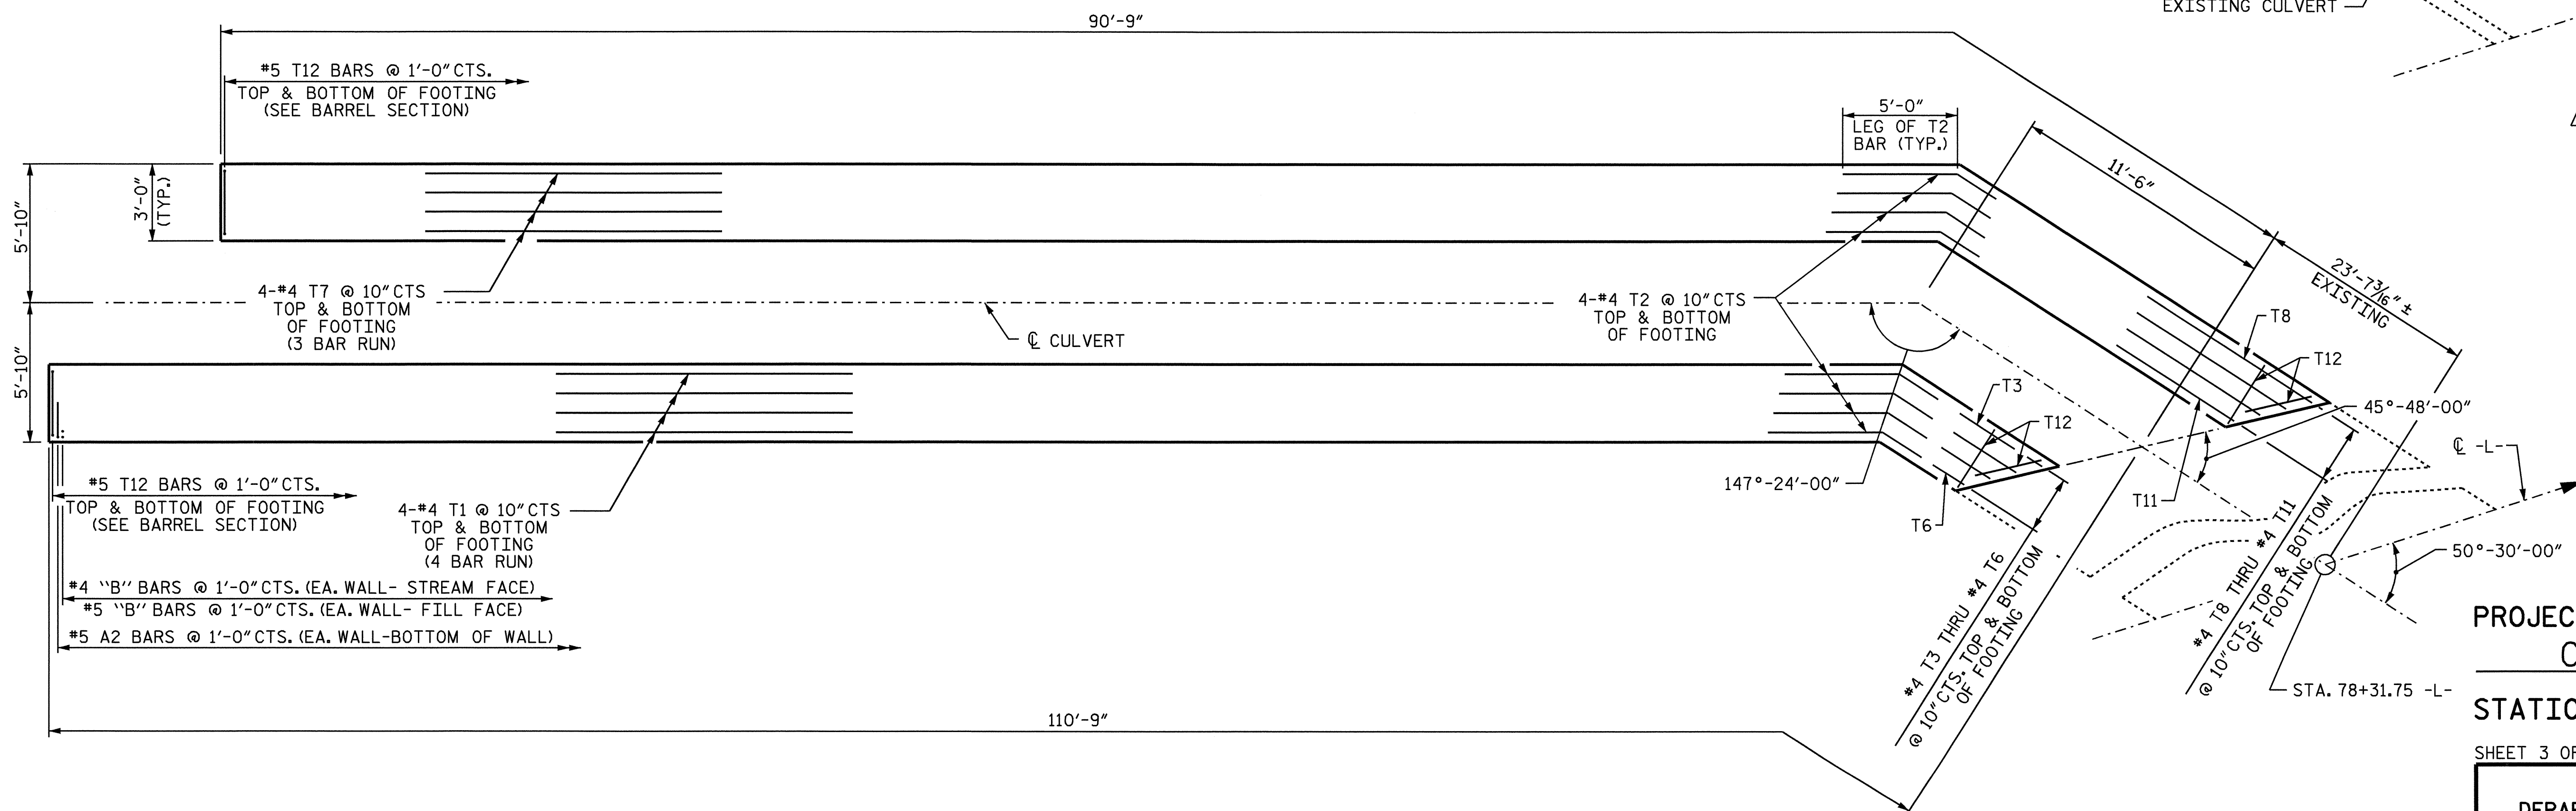 EXISTING CULVERT
90'-9"
#5 T12 BARS @ 1'-0" CTS.
TOP & BOTTOM OF FOOTING
(SEE BARREL SECTION)
5'-0"
LEG OF T2
BAR (TYP.)
11'-6"
23'-7 3/16" ±
EXISTING
5'-10"
3'-0"
(TYP.)
5'-10"
4-#4 T7 @ 10" CTS
TOP & BOTTOM
OF FOOTING
(3 BAR RUN)
℄ CULVERT
4-#4 T2 @ 10" CTS
TOP & BOTTOM
OF FOOTING
T8
T12
T3
T12
45°-48'-00"
℄ -L-
147°-24'-00"
T6
T11
#5 T12 BARS @ 1'-0" CTS.
TOP & BOTTOM OF FOOTING
(SEE BARREL SECTION)
4-#4 T1 @ 10" CTS
TOP & BOTTOM
OF FOOTING
(4 BAR RUN)
#4 "B" BARS @ 1'-0" CTS. (EA. WALL- STREAM FACE)
#5 "B" BARS @ 1'-0" CTS. (EA. WALL- FILL FACE)
#5 A2 BARS @ 1'-0" CTS. (EA. WALL-BOTTOM OF WALL)
#4 T3 THRU #4 T6
@ 10" CTS. TOP & BOTTOM
OF FOOTING
#4 T8 THRU #4 T11
@ 10" CTS. TOP & BOTTOM
OF FOOTING
50°-30'-00"
STA. 78+31.75 -L-
110'-9"
SHEET 3